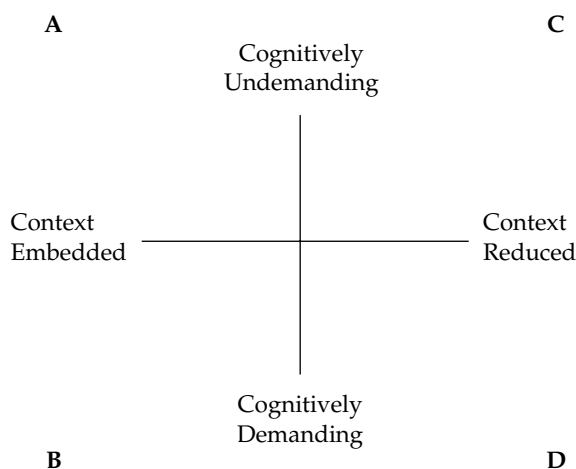 A
C
Cognitively
Undemanding
Context
Embedded
Context
Reduced
Cognitively
Demanding
B
D